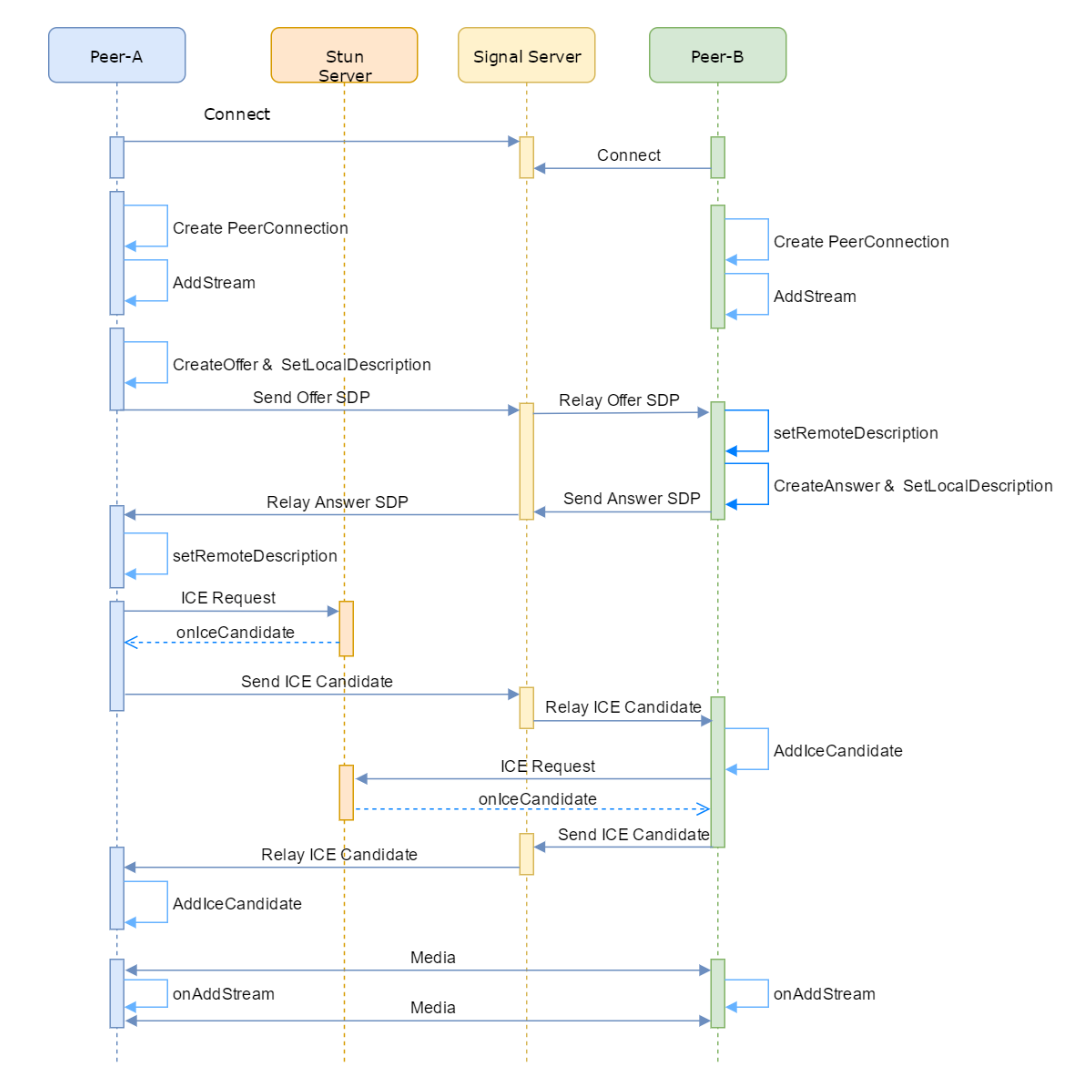 Peer-A
Stun
Server
Signal Server
Peer-B
Connect
Connect
Create PeerConnection
Create PeerConnection
AddStream
AddStream
CreateOffer & SetLocalDescription
Send Offer SDP
Relay Offer SDP
setRemoteDescription
CreateAnswer & SetLocalDescription
Send Answer SDP
Relay Answer SDP
setRemoteDescription
ICE Request
onIceCandidate
Send ICE Candidate
Relay ICE Candidate
AddIceCandidate
ICE Request
onIceCandidate
Send ICE Candidate
Relay ICE Candidate
AddIceCandidate
Media
onAddStream
onAddStream
Media